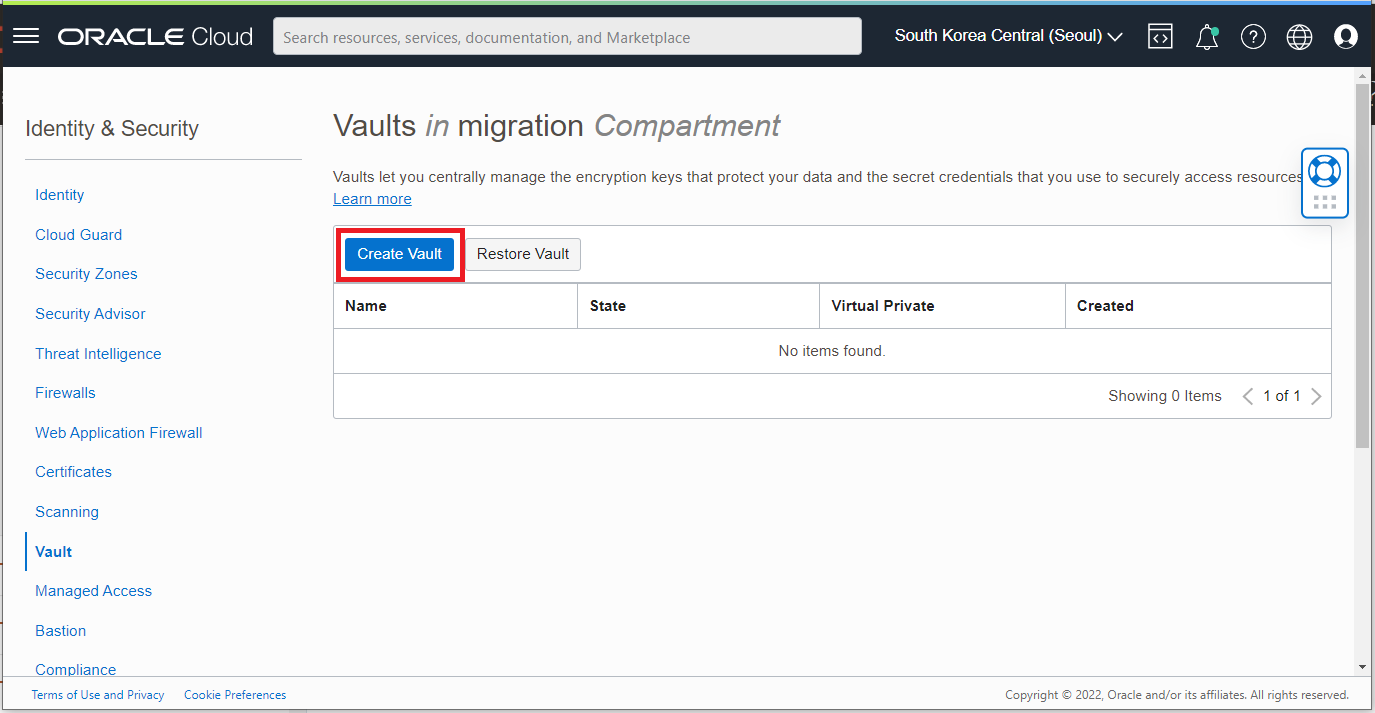 ORACLE Cloud
Search resources, services, documentation, and Marketplace
South Korea Central (Seoul)
Identity & Security
Identity
Cloud Guard
Security Zones
Security Advisor
Threat Intelligence
Firewalls
Web Application Firewall
Certificates
Scanning
Vault
Managed Access
Bastion
Compliance
Vaults in migration Compartment
Vaults let you centrally manage the encryption keys that protect your data and the secret credentials that you use to securely access resources
Learn more
Create Vault Restore Vault
Name State Virtual Private Created
No items found.
Showing 0 Items 1 of 1
Terms of Use and Privacy Cookie Preferences
Copyright © 2022, Oracle and/or its affiliates. All rights reserved.